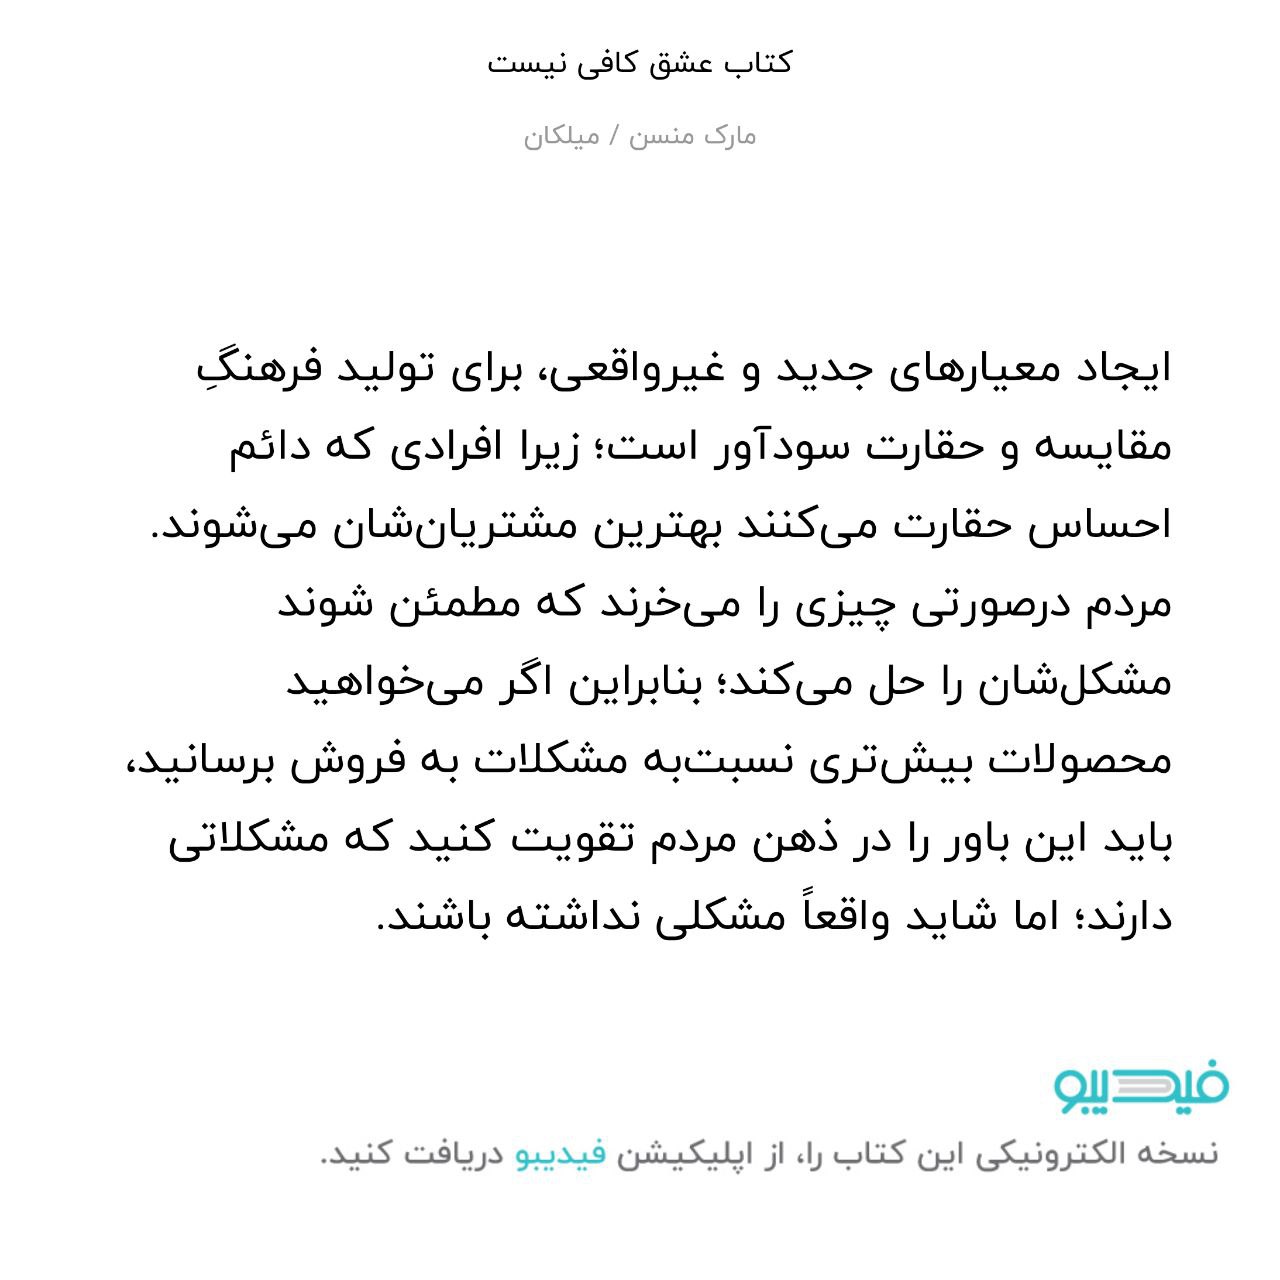 کتاب عشق کافی نیست
مارک منسن / میلکان
ایجاد معیارهای جدید و غیرواقعی، برای تولید فرهنگِ
مقایسه و حقارت سودآور است؛ زیرا افرادی که دائم
احساس حقارت می‌کنند بهترین مشتریان‌شان می‌شوند.
مردم درصورتی چیزی را می‌خرند که مطمئن شوند
مشکل‌شان را حل می‌کند؛ بنابراین اگر می‌خواهید
محصولات بیش‌تری نسبت‌به مشکلات به فروش برسانید،
باید این باور را در ذهن مردم تقویت کنید که مشکلاتی
دارند؛ اما شاید واقعاً مشکلی نداشته باشند.
فیدیبو
نسخه الکترونیکی این کتاب را، از اپلیکیشن فیدیبو دریافت کنید.